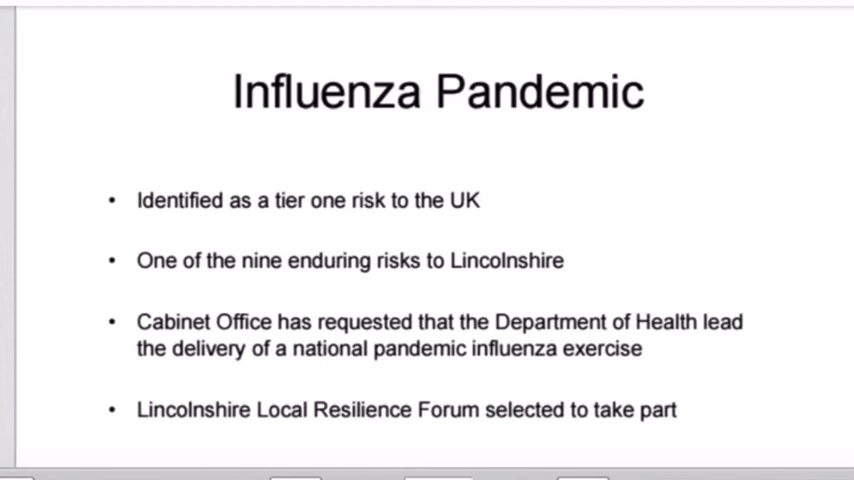 Influenza Pandemic
• Identified as a tier one risk to the UK
• One of the nine enduring risks to Lincolnshire
• Cabinet Office has requested that the Department of Health lead
the delivery of a national pandemic influenza exercise
• Lincolnshire Local Resilience Forum selected to take part